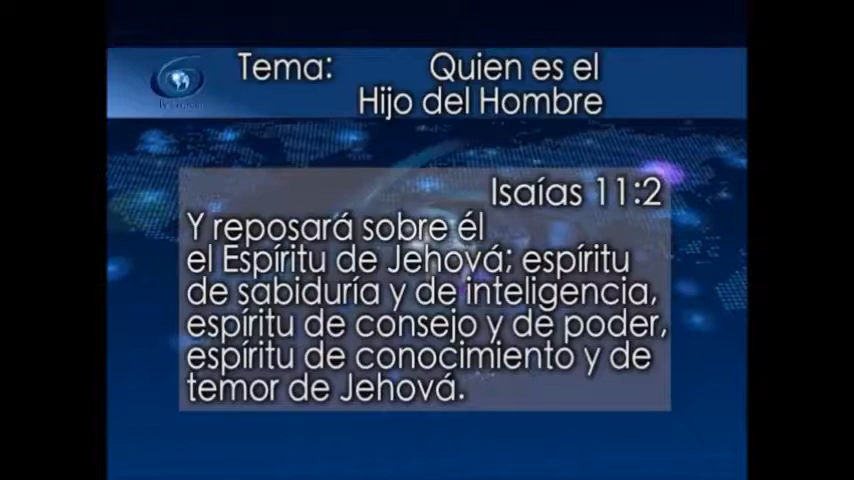 Tema: Quien es el
Hijo del Hombre
Isaías 11:2
Y reposará sobre él
el Espíritu de Jehová; espíritu
de sabiduría y de inteligencia,
espíritu de consejo y de poder,
espíritu de conocimiento y de
temor de Jehová.